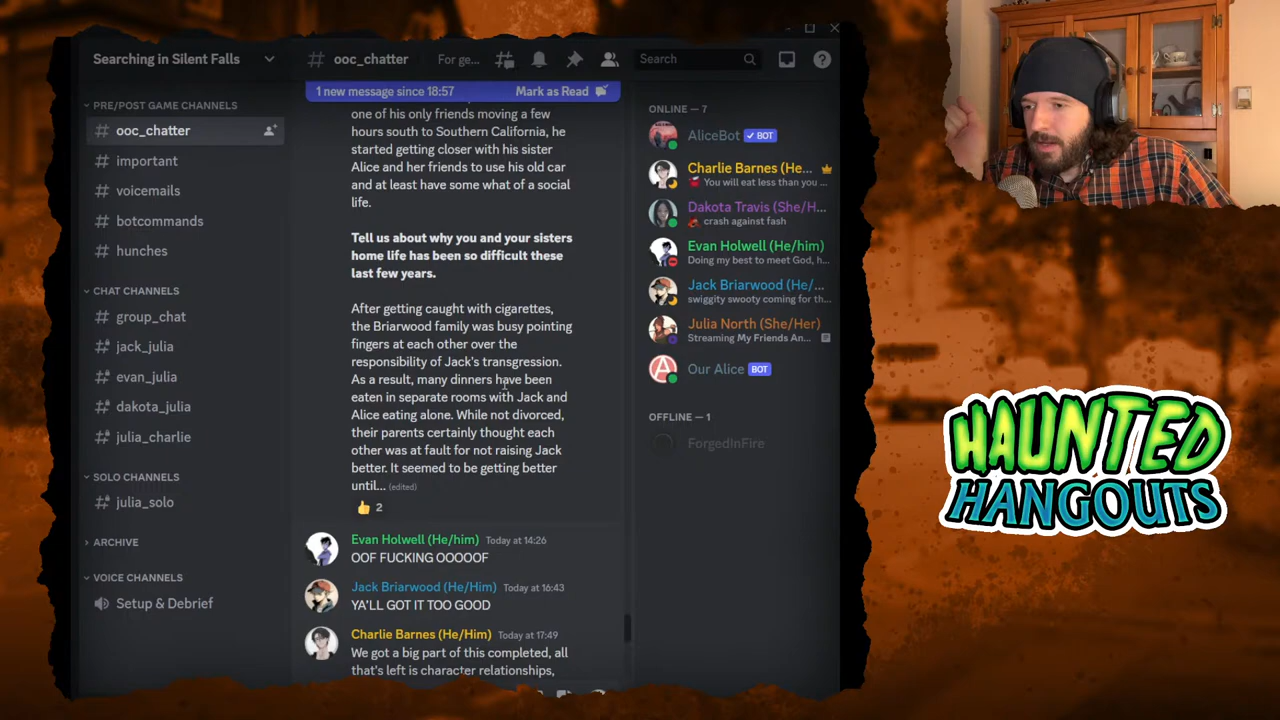 Searching in Silent Falls
ooc_chatter
For ge...
Search
PRE/POST GAME CHANNELS
ooc_chatter
important
voicemails
botcommands
hunches
CHAT CHANNELS
group_chat
jack_julia
evan_julia
dakota_julia
julia_charlie
SOLO CHANNELS
julia_solo
ARCHIVE
VOICE CHANNELS
Setup & Debrief
1 new message since 18:57
Mark as Read
one of his only friends moving a few
hours south to Southern California, he
started getting closer with his sister
Alice and her friends to use his old car
and at least have some what of a social
life.
Tell us about why you and your sisters
home life has been so difficult these
last few years.
After getting caught with cigarettes,
the Briarwood family was busy pointing
fingers at each other over the
responsibility of Jack's transgression.
As a result, many dinners have been
eaten in separate rooms with Jack and
Alice eating alone. While not divorced,
their parents certainly thought each
other was at fault for not raising Jack
better. It seemed to be getting better
until... (edited)
2
Evan Holwell (He/him) Today at 14:26
OOF FUCKING OOOOOF
Jack Briarwood (He/Him) Today at 16:43
YA'LL GOT IT TOO GOOD
Charlie Barnes (He/Him) Today at 17:49
We got a big part of this completed, all
that's left is character relationships,
ONLINE — 7
AliceBot BOT
Charlie Barnes (He...
You will eat less than you ...
Dakota Travis (She/H...
crash against fash
Evan Holwell (He/him)
Doing my best to meet God, h...
Jack Briarwood (He/...
swiggity swooty coming for th...
Julia North (She/Her)
Streaming My Friends An...
Our Alice BOT
OFFLINE — 1
ForgedInFire
HAUNTED
HANGOUTS